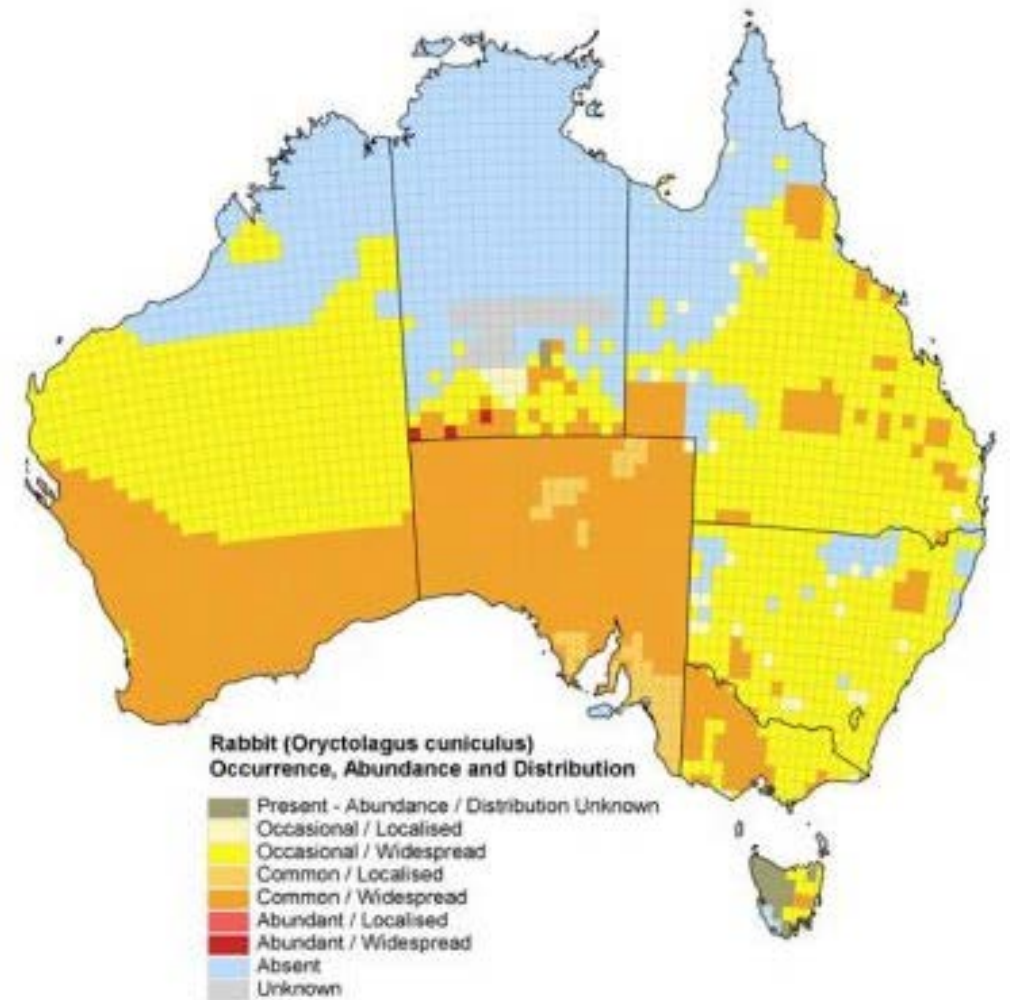 Rabbit (Oryctolagus cuniculus)
Occurrence, Abundance and Distribution
Present - Abundance / Distribution Unknown
Occasional / Localised
Occasional / Widespread
Common / Localised
Common / Widespread
Abundant / Localised
Abundant / Widespread
Absent
Unknown